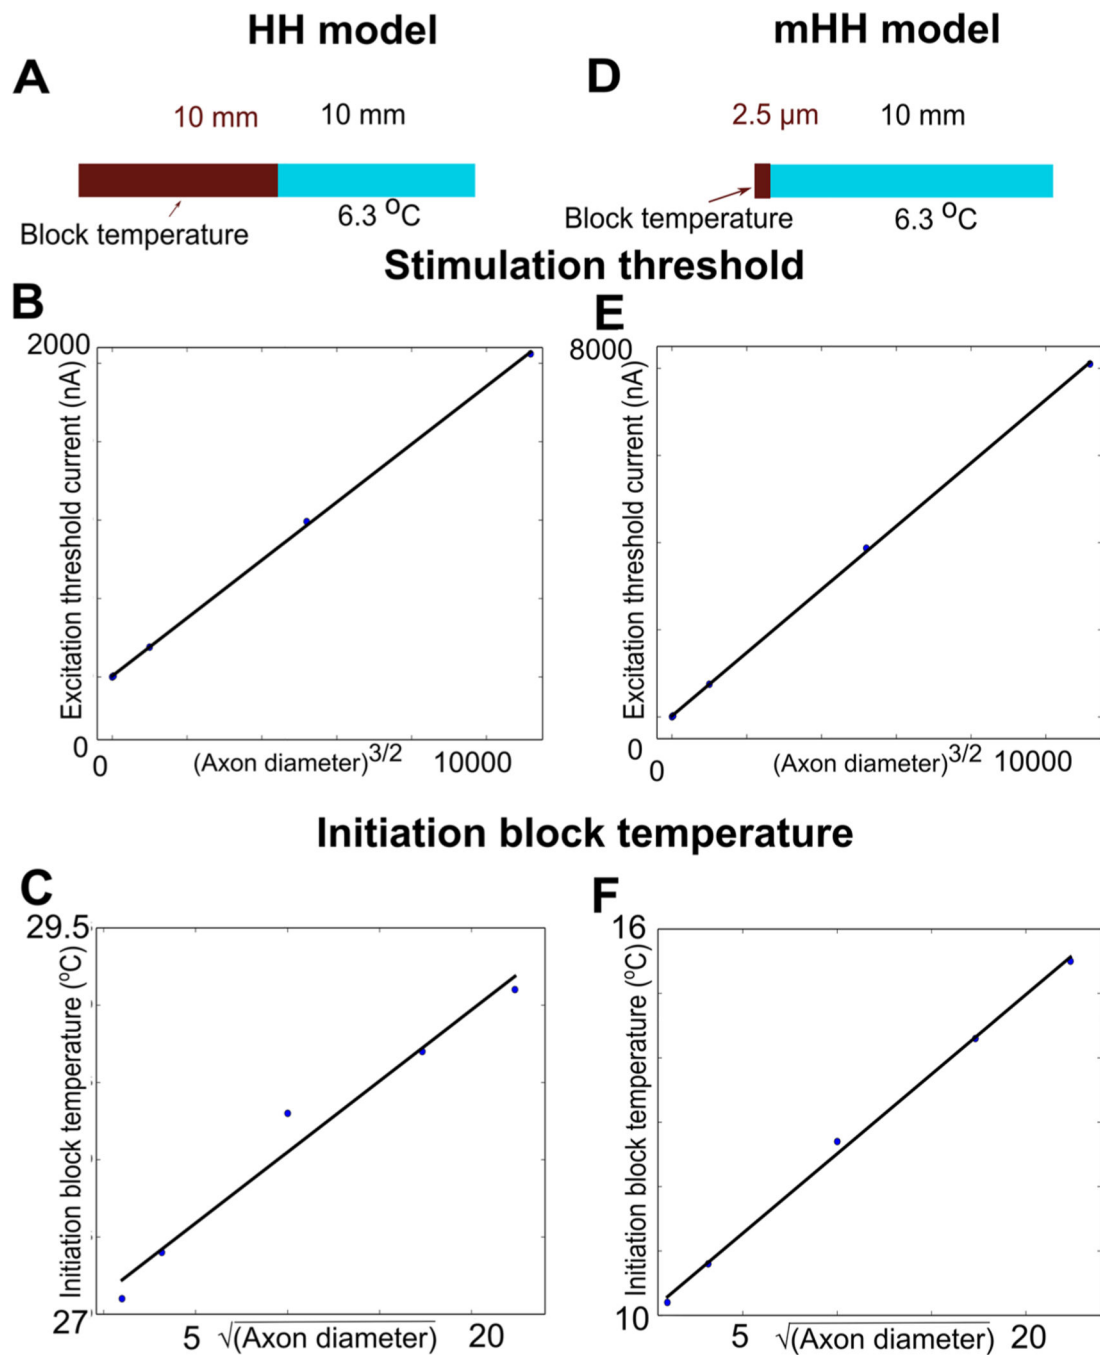 HH model
mHH model
A
D
10 mm
10 mm
2.5 µm
10 mm
Block temperature
6.3 °C
Block temperature
6.3 °C
Stimulation threshold
B
E
2000
8000
Excitation threshold current (nA)
Excitation threshold current (nA)
0
0
0
(Axon diameter)^3/2
10000
0
(Axon diameter)^3/2
10000
Initiation block temperature
C
F
29.5
16
Initiation block temperature (°C)
Initiation block temperature (°C)
27
10
5
√(Axon diameter)
20
5
√(Axon diameter)
20